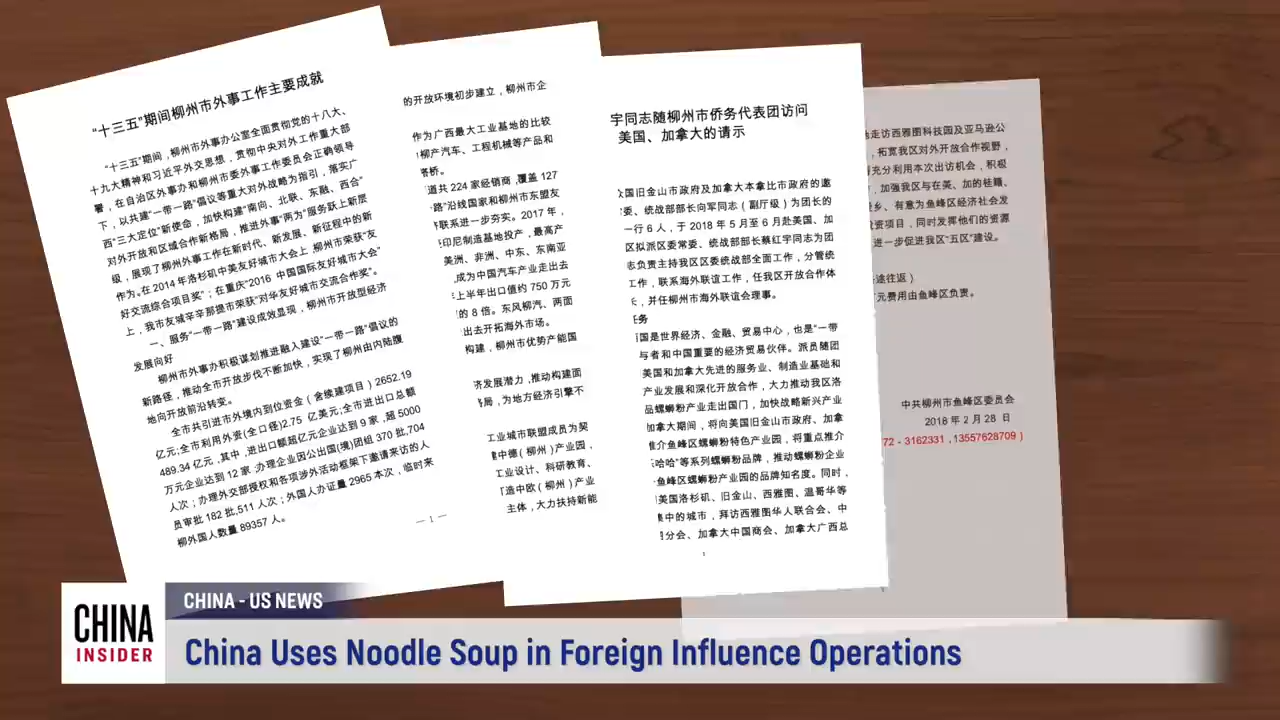 “十三五”期间柳州市外事工作主要成就
“十三五”期间，柳州市外事办公室全面贯彻党的十八大、
十九大精神和习近平外交思想，贯彻中央对外工作重大部
署，在自治区外事办和柳州市委外事工作委员会正确领导
下，以共建“一带一路”倡议等重大对外战略为指引，落实广
西“三大定位”新使命，加快构建“南向、北联、东融、西合”
对外开放和区域合作新格局，推进外事“两为”服务跃上新层
级，展现了柳州外事工作在新时代、新发展、新征程中的新
作为。在2014年洛杉矶中美友好城市大会上，柳州市荣获“友
好交流综合项目奖”；在重庆“2016 中国国际友好城市大会”
上，我市友城辛辛那提市荣获“对华友好城市交流合作奖”。
一、服务“一带一路”建设成效显现，柳州市开放型经济
发展向好
柳州市外事办积极谋划推进融入建设“一带一路”倡议的
新路径，推动全市开放步伐不断加快，实现了柳州由内陆腹
地向开放前沿转变。
全市共引进市外境内到位资金（含续建项目）2652.19
亿元;全市利用外资(全口径)2.75 亿美元;全市进出口总额
489.34 亿元 ,其中 ,进出口额超亿元企业达到 9 家 ,超 5000
万元企业达到 12 家 ;办理企业因公出国(境)团组 370 批,704
人次；办理外交部授权和各项涉外活动框架下邀请来访的人
员审批 182 批,511 人次；外国人办证量 2965 本次，临时来
柳外国人数量 89357 人。
— 1 —
的开放环境初步建立，柳州市企
作为广西最大工业基地的比较
柳产汽车、工程机械等产品和
搭桥。
道共 224 家经销商 ,覆盖 127
路”沿线国家和柳州市东盟友
联系进一步夯实。2017 年，
印尼制造基地投产，最高产
美洲、非洲、中东、东南亚
,成为中国汽车产业走出去
上半年出口值约 750 万元
的 8 倍。东风柳汽、两面
出去开拓海外市场。
构建，柳州市优势产能国
济发展潜力 ,推动构建面
格局 ,为地方经济引擎不
工业城市联盟成员为契
建中德（柳州）产业园，
工业设计、科研教育、
造中欧（柳州）产业
主体，大力扶持新能
宇同志随柳州市侨务代表团访问
美国、加拿大的请示
国旧金山市政府及加拿大本拿比市政府的邀
委、统战部部长向军同志（副厅级）为团长的
一行 6 人，于 2018 年 5 月至 6 月赴美国、加
区拟派区委常委、统战部部长蔡红宇同志为团
志负责主持我区区委统战部全面工作，分管统
工作，联系海外联谊工作，任我区开放合作体
长，并任柳州市海外联谊会理事。
任务
国是世界经济、金融、贸易中心，也是“一带
与者和中国重要的经济贸易伙伴。派员随团
美国和加拿大先进的服务业、制造业基础和
产业发展和深化开放合作，大力推动我区洛
品螺蛳粉产业走出国门，加快战略新兴产业
加拿大期间，将向美国旧金山市政府、加拿
推介鱼峰区螺蛳粉特色产业园，将重点推介
哈哈”等系列螺蛳粉品牌，推动螺蛳粉企业
鱼峰区螺蛳粉产业园的品牌知名度。同时，
美国洛杉矶、旧金山、西雅图、温哥华等
集中的城市，拜访西雅图华人联合会、中
分会、加拿大中国商会、加拿大广西总
1
走访西雅图科技园及亚马逊公
，拓宽我区对外开放合作视野，
充分利用本次出访机会，积极
，加强我区与在美、加的桂籍、
乡、有意为鱼峰区经济社会发
资项目，同时发挥他们的资源
进一步促进我区“五区”建设。
途往返）
元费用由鱼峰区负责。
中共柳州市鱼峰区委员会
2018 年 2 月 28 日
72 - 3162331 ,13557628709 )
CHINA
INSIDER
CHINA - US NEWS
China Uses Noodle Soup in Foreign Influence Operations